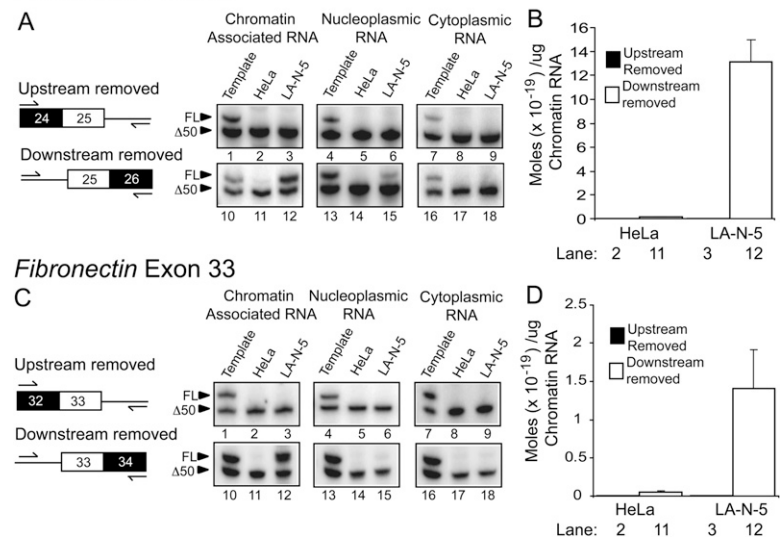 A
Chromatin Associated RNA
Nucleoplasmic RNA
Cytoplasmic RNA
Template HeLa LA-N-5 Template HeLa LA-N-5 Template HeLa LA-N-5
Upstream removed
24 25
FL
Δ50
1 2 3 4 5 6 7 8 9
Downstream removed
25 26
FL
Δ50
10 11 12 13 14 15 16 17 18
B
Moles (x 10⁻¹⁹) /ug
Chromatin RNA
16
14
12
10
8
6
4
2
0
Upstream
Removed
Downstream
removed
HeLa LA-N-5
Lane: 2 11 3 12
Fibronectin Exon 33
C
Chromatin Associated RNA
Nucleoplasmic RNA
Cytoplasmic RNA
Template HeLa LA-N-5 Template HeLa LA-N-5 Template HeLa LA-N-5
Upstream removed
32 33
FL
Δ50
1 2 3 4 5 6 7 8 9
Downstream removed
33 34
FL
Δ50
10 11 12 13 14 15 16 17 18
D
Moles (x 10⁻¹⁹) /ug
Chromatin RNA
2.5
2
1.5
1
0.5
0
Upstream
Removed
Downstream
removed
HeLa LA-N-5
Lane: 2 11 3 12